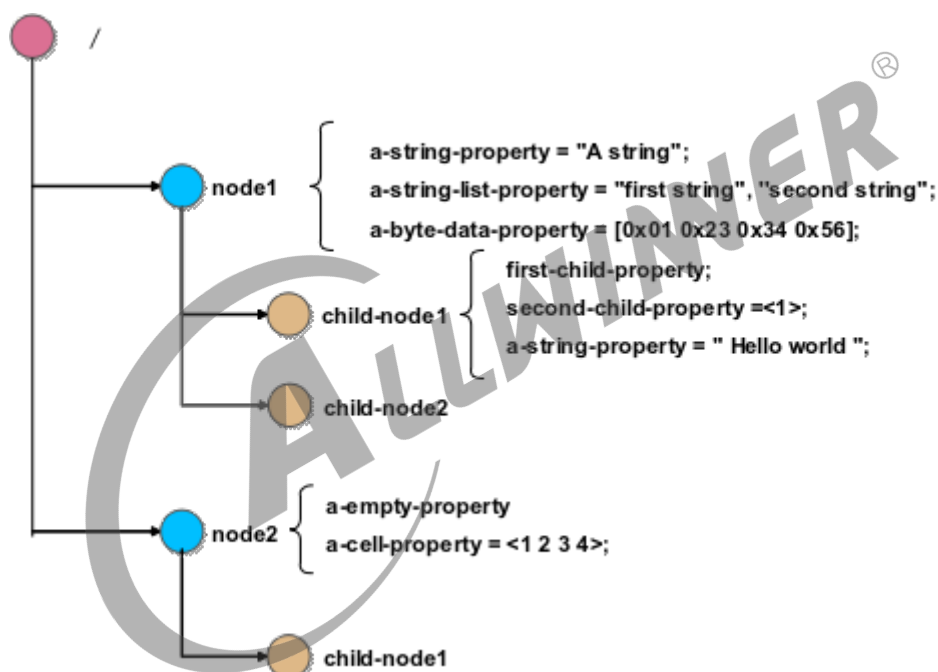 /
node1
a-string-property = "A string";
a-string-list-property = "first string", "second string";
a-byte-data-property = [0x01 0x23 0x34 0x56];
child-node1
first-child-property;
second-child-property =<1>;
a-string-property = " Hello world ";
child-node2
node2
a-empty-property
a-cell-property = <1 2 3 4>;
child-node1
ALLWINNER®